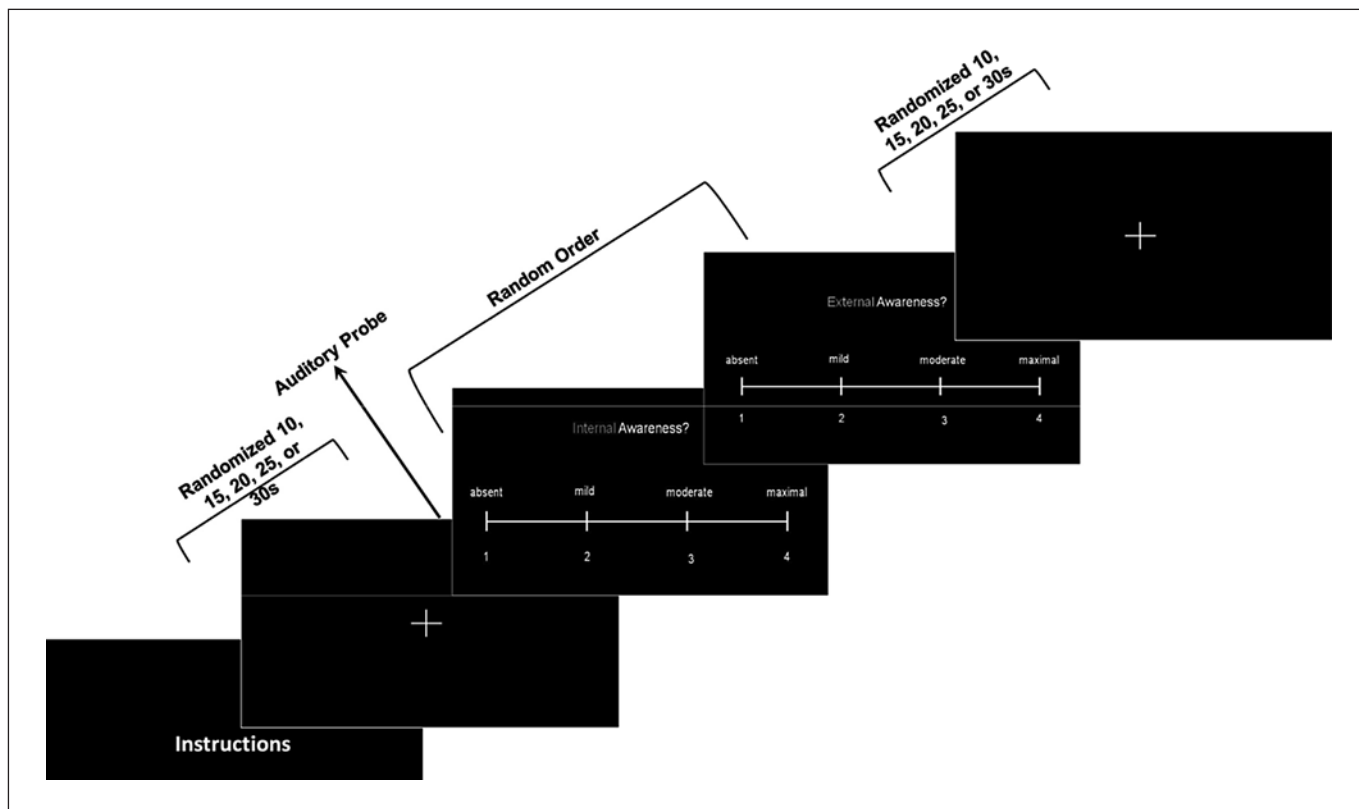 Randomized 10,
15, 20, 25, or 30s
Random Order
External Awareness?
absent mild moderate maximal
1 2 3 4
Auditory Probe
Internal Awareness?
absent mild moderate maximal
1 2 3 4
Randomized 10,
15, 20, 25, or
30s
Instructions